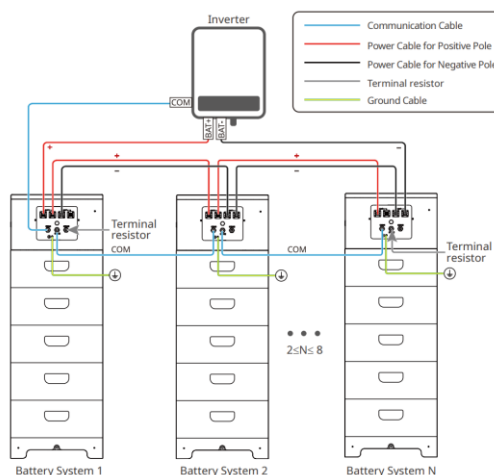 Inverter
Communication Cable
Power Cable for Positive Pole
Power Cable for Negative Pole
Terminal resistor
Ground Cable
COM
BAT+
BAT-
+
–
+
–
+
–
Terminal
resistor
COM
COM
Terminal
resistor
2≤N≤ 8
Battery System 1
Battery System 2
Battery System N